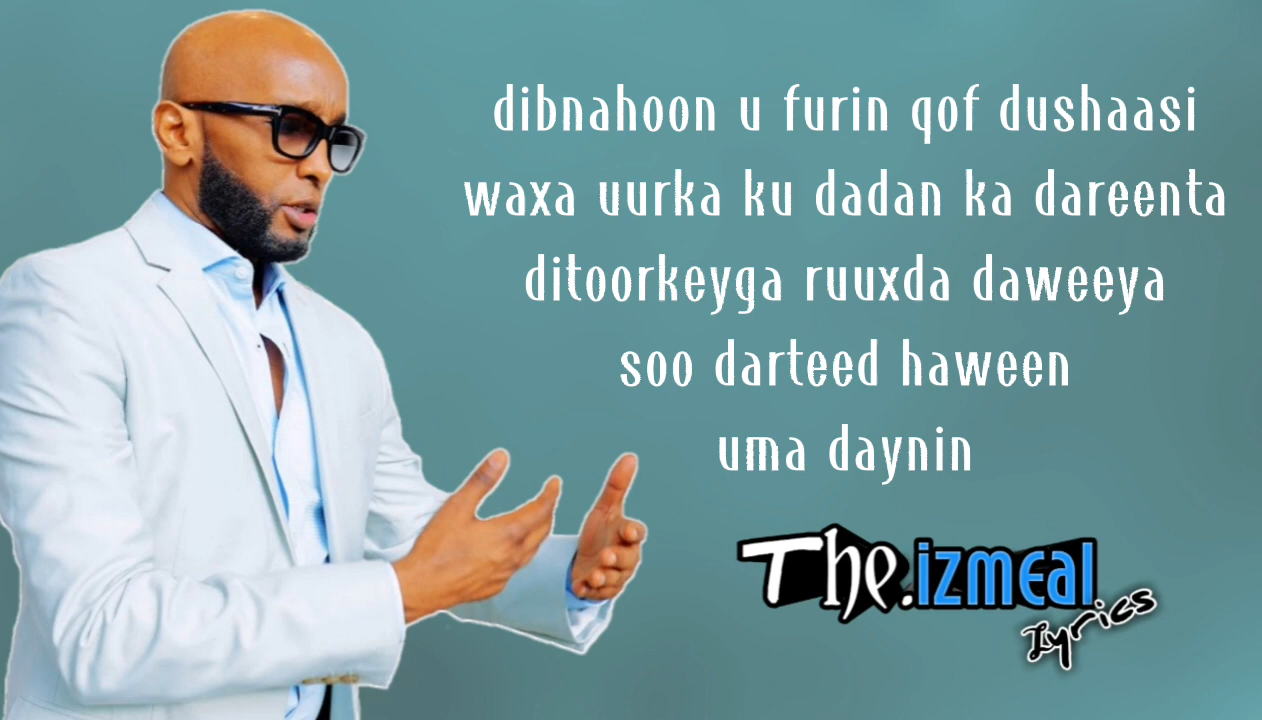 dibnahoon u furin qof dushaasi
waxa uurka ku dadan ka dareenta
ditoorkeyga ruuxda daweeya
soo darteed haween
uma daynin
The.izmeal
Lyrics